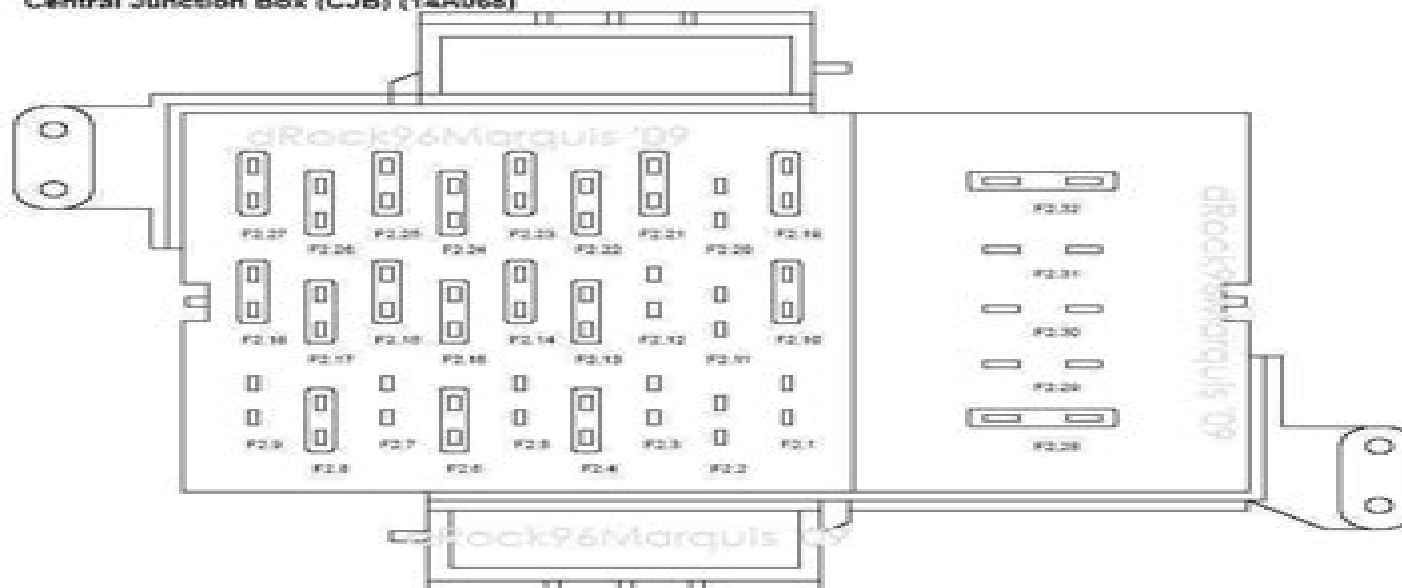 Central Junction Box (CJB) (14A068)
dRock96Marquis '09
F2.27 F2.25 F2.23 F2.21 F2.19
F2.26 F2.24 F2.22 F2.20
F2.18 F2.16 F2.14 F2.12 F2.10
F2.17 F2.15 F2.13 F2.11
F2.9 F2.7 F2.5 F2.3 F2.1
F2.8 F2.6 F2.4 F2.2
F2.32
F2.31
F2.30
F2.29
F2.28
dRock96Marquis '09
dRock96Marquis '09